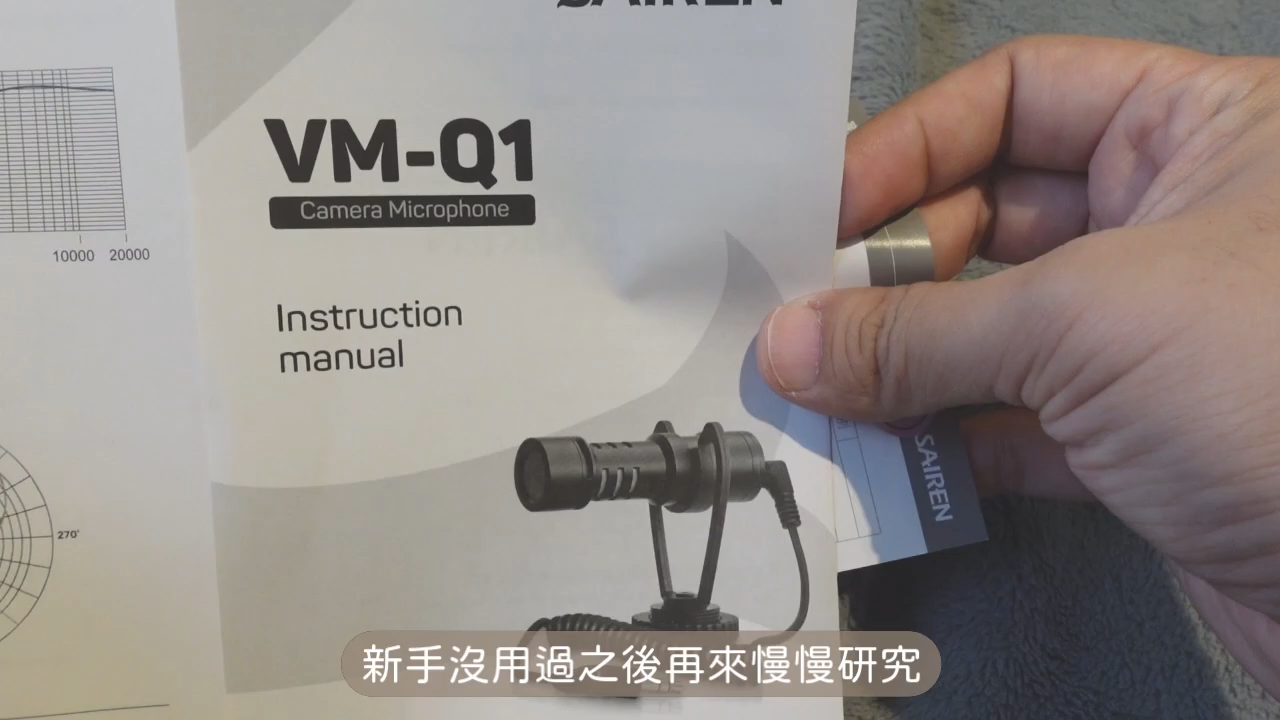 SAIREN
VM-Q1
Camera Microphone
10000 20000
Instruction
manual
270°
SAIREN
新手沒用過之後再來慢慢研究